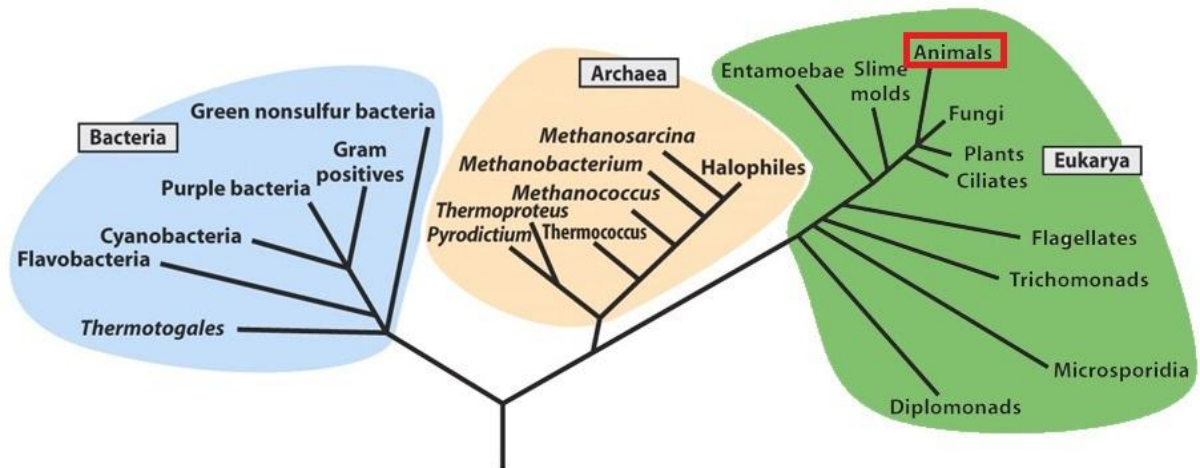 Bacteria
Green nonsulfur bacteria
Gram
positives
Purple bacteria
Cyanobacteria
Flavobacteria
Thermotogales
Archaea
Methanosarcina
Methanobacterium
Halophiles
Methanococcus
Thermoproteus
Pyrodictium
Thermococcus
Eukarya
Animals
Entamoebae
Slime
molds
Fungi
Plants
Ciliates
Flagellates
Trichomonads
Microsporidia
Diplomonads